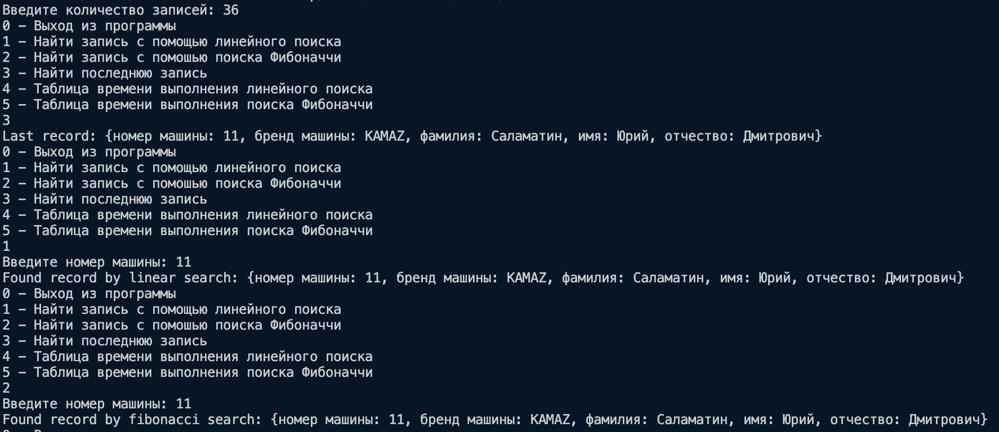 Введите количество записей: 36
0 – Выход из программы
1 – Найти запись с помощью линейного поиска
2 – Найти запись с помошью поиска Фибоначчи
3 – Найти последнюю запись
4 – Таблица времени выполнения линейного поиска
5 – Таблица времени выполнения поиска Фибоначчи
3
Last record: {номер машины: 11, бренд машины: KAMAZ, фамилия: Саламатин, имя: Юрий, отчество: Дмитрович}
0 – Выход из программы
1 – Найти запись с помощью линейного поиска
2 – Найти запись с помошью поиска Фибоначчи
3 – Найти последнюю запись
4 – Таблица времени выполнения линейного поиска
5 – Таблица времени выполнения поиска Фибоначчи
1
Введите номер машины: 11
Found record by linear search: {номер машины: 11, бренд машины: KAMAZ, фамилия: Саламатин, имя: Юрий, отчество: Дмитрович}
0 – Выход из программы
1 – Найти запись с помощью линейного поиска
2 – Найти запись с помошью поиска Фибоначчи
3 – Найти последнюю запись
4 – Таблица времени выполнения линейного поиска
5 – Таблица времени выполнения поиска Фибоначчи
2
Введите номер машины: 11
Found record by fibonacci search: {номер машины: 11, бренд машины: KAMAZ, фамилия: Саламатин, имя: Юрий, отчество: Дмитрович}